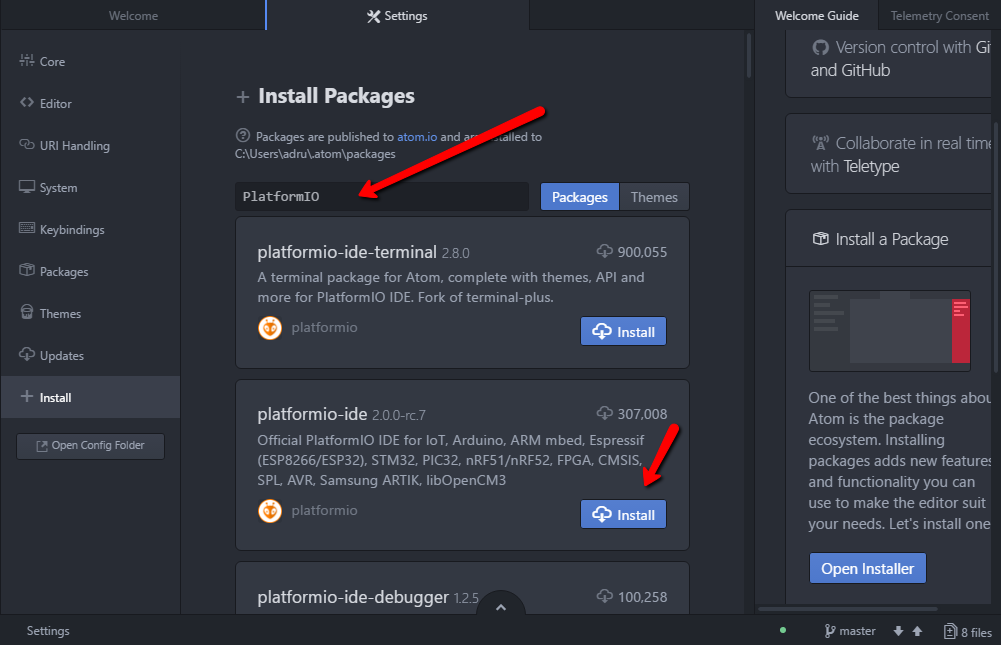 Welcome
Settings
Welcome Guide
Telemetry Consent
Core
Editor
URI Handling
System
Keybindings
Packages
Themes
Updates
Install
Open Config Folder
Install Packages
Packages are published to atom.io and are installed to
C:\Users\adru\.atom\packages
PlatformIO
Packages
Themes
platformio-ide-terminal 2.8.0
900,055
A terminal package for Atom, complete with themes, API and
more for PlatformIO IDE. Fork of terminal-plus.
platformio
Install
platformio-ide 2.0.0-rc.7
307,008
Official PlatformIO IDE for IoT, Arduino, ARM mbed, Espressif
(ESP8266/ESP32), STM32, PIC32, nRF51/nRF52, FPGA, CMSIS,
SPL, AVR, Samsung ARTIK, libOpenCM3
platformio
Install
platformio-ide-debugger 1.2.5
100,258
Version control with Gi
and GitHub
Collaborate in real time
with Teletype
Install a Package
One of the best things abou
Atom is the package
ecosystem. Installing
packages adds new features
and functionality you can
use to make the editor suit
your needs. Let's install one
Open Installer
Settings
master
8 files